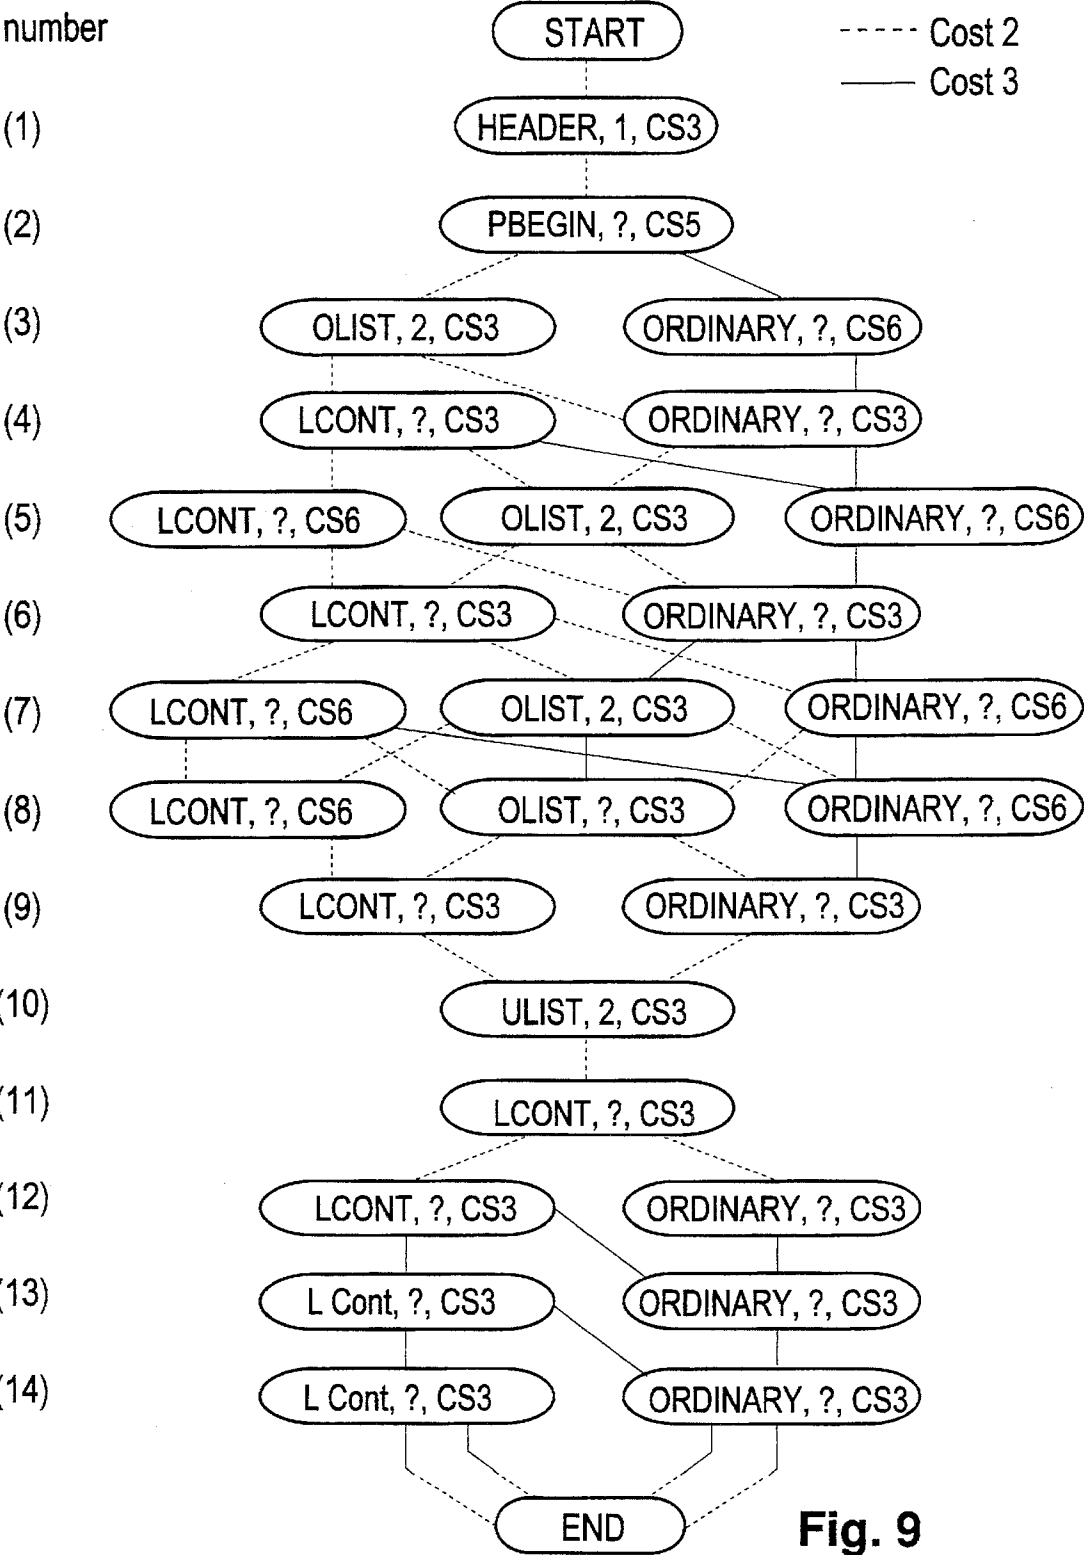 number
START
Cost 2
Cost 3
(1)
HEADER, 1, CS3
(2)
PBEGIN, ?, CS5
(3)
OLIST, 2, CS3
ORDINARY, ?, CS6
(4)
LCONT, ?, CS3
ORDINARY, ?, CS3
(5)
LCONT, ?, CS6
OLIST, 2, CS3
ORDINARY, ?, CS6
(6)
LCONT, ?, CS3
ORDINARY, ?, CS3
(7)
LCONT, ?, CS6
OLIST, 2, CS3
ORDINARY, ?, CS6
(8)
LCONT, ?, CS6
OLIST, ?, CS3
ORDINARY, ?, CS6
(9)
LCONT, ?, CS3
ORDINARY, ?, CS3
(10)
ULIST, 2, CS3
(11)
LCONT, ?, CS3
(12)
LCONT, ?, CS3
ORDINARY, ?, CS3
(13)
L Cont, ?, CS3
ORDINARY, ?, CS3
(14)
L Cont, ?, CS3
ORDINARY, ?, CS3
END
Fig. 9